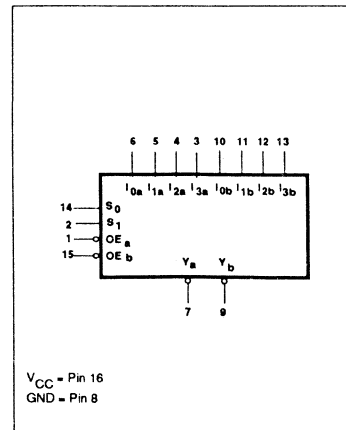 6 5 4 3 10 11 12 13
I0a I1a I2a I3a I0b I1b I2b I3b
14 S0
2 S1
1 OEa
15 OEb
Ya Yb
7 9
VCC = Pin 16
GND = Pin 8